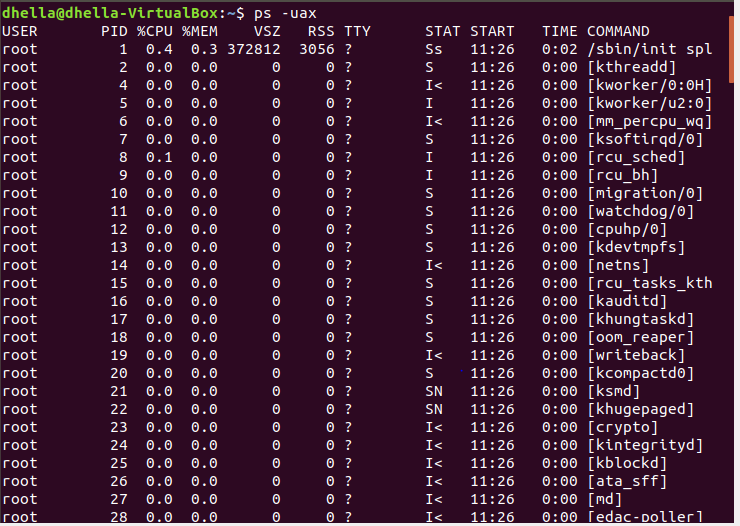 dhella@dhella-VirtualBox:~$ ps -uax
USER PID %CPU %MEM VSZ RSS TTY STAT START TIME COMMAND
root 1 0.4 0.3 372812 3056 ? Ss 11:26 0:02 /sbin/init spl
root 2 0.0 0.0 0 0 ? S 11:26 0:00 [kthreadd]
root 4 0.0 0.0 0 0 ? I< 11:26 0:00 [kworker/0:0H]
root 5 0.0 0.0 0 0 ? I 11:26 0:00 [kworker/u2:0]
root 6 0.0 0.0 0 0 ? I< 11:26 0:00 [mm_percpu_wq]
root 7 0.0 0.0 0 0 ? S 11:26 0:00 [ksoftirqd/0]
root 8 0.1 0.0 0 0 ? I 11:26 0:00 [rcu_sched]
root 9 0.0 0.0 0 0 ? I 11:26 0:00 [rcu_bh]
root 10 0.0 0.0 0 0 ? S 11:26 0:00 [migration/0]
root 11 0.0 0.0 0 0 ? S 11:26 0:00 [watchdog/0]
root 12 0.0 0.0 0 0 ? S 11:26 0:00 [cpuhp/0]
root 13 0.0 0.0 0 0 ? S 11:26 0:00 [kdevtmpfs]
root 14 0.0 0.0 0 0 ? I< 11:26 0:00 [netns]
root 15 0.0 0.0 0 0 ? S 11:26 0:00 [rcu_tasks_kth
root 16 0.0 0.0 0 0 ? S 11:26 0:00 [kauditd]
root 17 0.0 0.0 0 0 ? S 11:26 0:00 [khungtaskd]
root 18 0.0 0.0 0 0 ? S 11:26 0:00 [oom_reaper]
root 19 0.0 0.0 0 0 ? I< 11:26 0:00 [writeback]
root 20 0.0 0.0 0 0 ? S 11:26 0:00 [kcompactd0]
root 21 0.0 0.0 0 0 ? SN 11:26 0:00 [ksmd]
root 22 0.0 0.0 0 0 ? SN 11:26 0:00 [khugepaged]
root 23 0.0 0.0 0 0 ? I< 11:26 0:00 [crypto]
root 24 0.0 0.0 0 0 ? I< 11:26 0:00 [kintegrityd]
root 25 0.0 0.0 0 0 ? I< 11:26 0:00 [kblockd]
root 26 0.0 0.0 0 0 ? I< 11:26 0:00 [ata_sff]
root 27 0.0 0.0 0 0 ? I< 11:26 0:00 [md]
root 28 0.0 0.0 0 0 ? I< 11:26 0:00 [edac-poller]